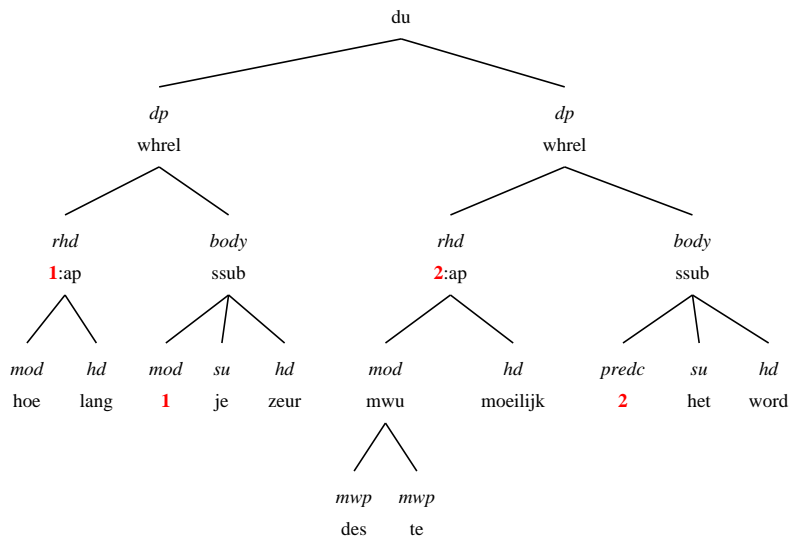 du
dp dp
whrel whrel
rhd body rhd body
1:ap ssub 2:ap ssub
mod hd mod su hd mod hd predc su hd
hoe lang 1 je zeur mwu moeilijk 2 het word
mwp mwp
des te